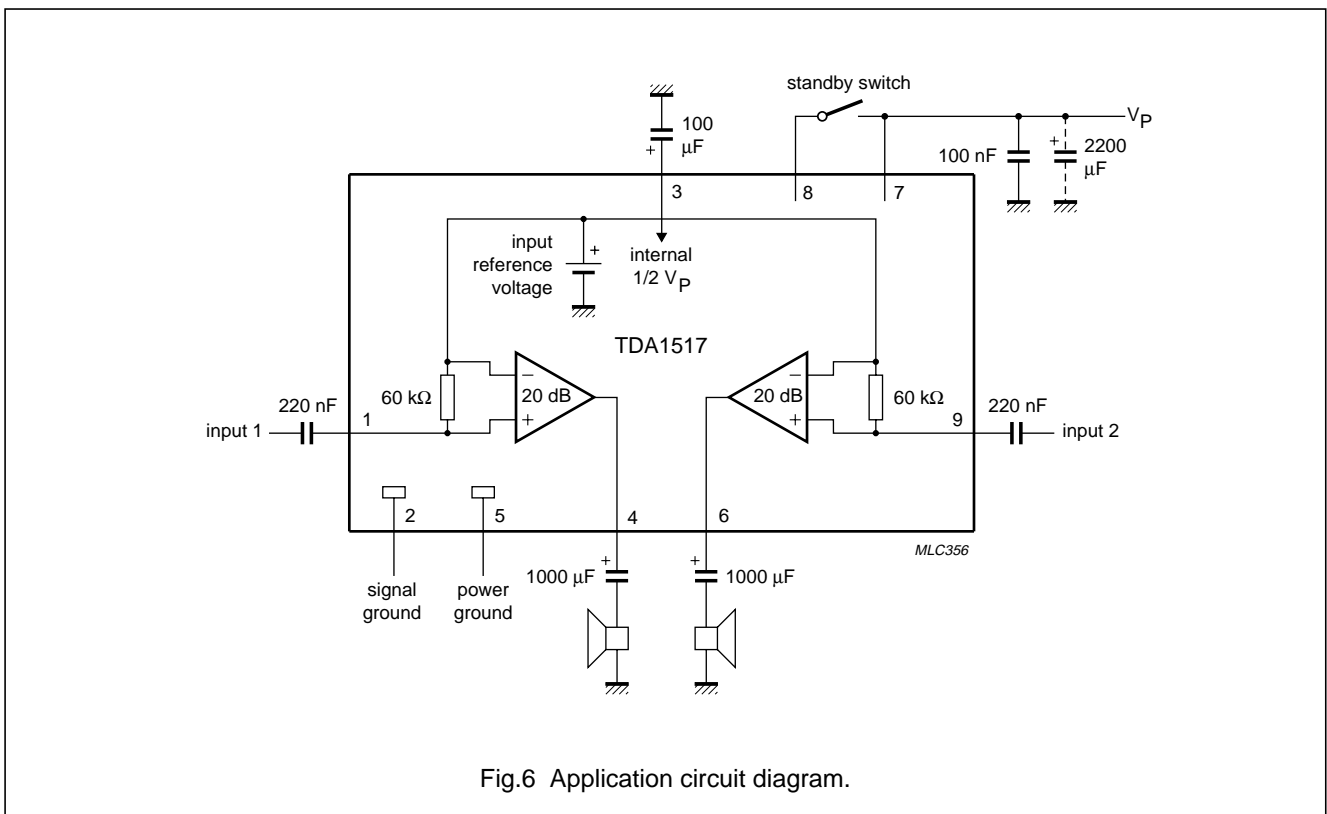 standby switch
100
μF
+
VP
100 nF
+
2200
μF
3
8
7
input
reference
voltage
+
internal
1/2 VP
TDA1517
60 kΩ
−
20 dB
+
−
20 dB
+
60 kΩ
220 nF
1
input 1
9
220 nF
input 2
2
5
4
6
MLC356
signal
ground
power
ground
+
1000 μF
+
1000 μF
Fig.6 Application circuit diagram.